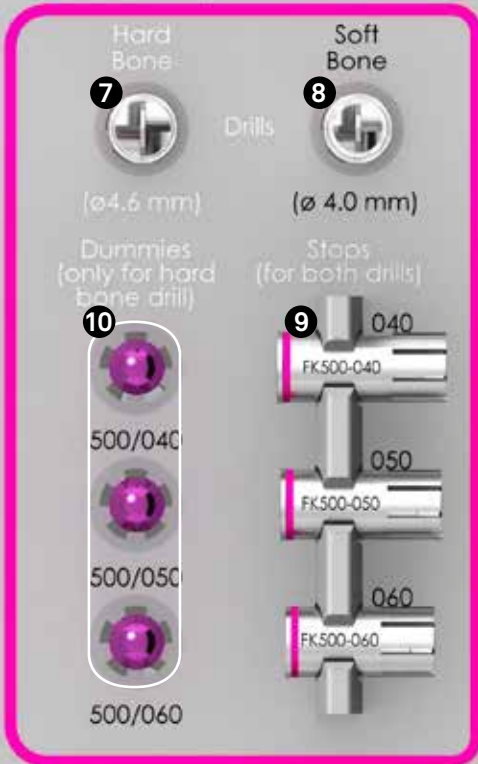 Hard
Bone
Soft
Bone
7
8
Drills
(ø4.6 mm)
(ø 4.0 mm)
Dummies
(only for hard
bone drill)
Stops
(for both drills)
10
9
040
FK500-040
500/040
050
FK500-050
500/050
060
FK500-060
500/060